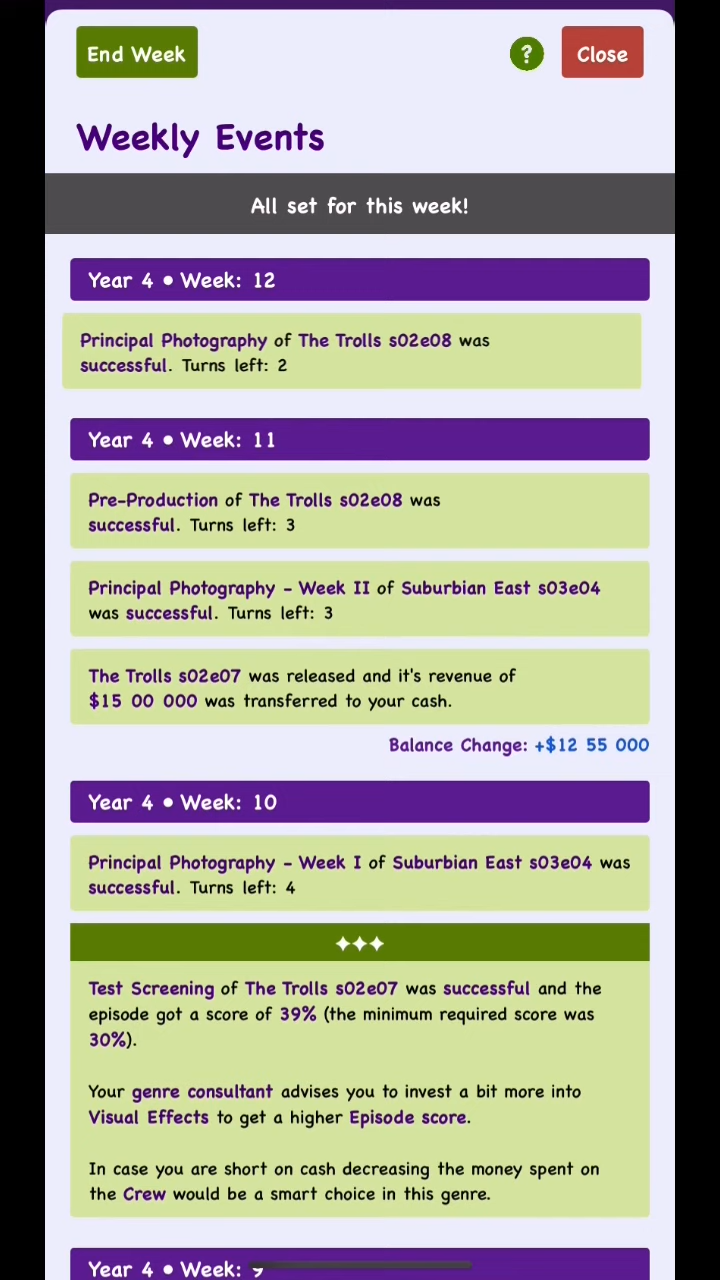 End Week
?
Close
Weekly Events
All set for this week!
Year 4 • Week: 12
Principal Photography of The Trolls s02e08 was
successful. Turns left: 2
Year 4 • Week: 11
Pre-Production of The Trolls s02e08 was
successful. Turns left: 3
Principal Photography - Week II of Suburbian East s03e04
was successful. Turns left: 3
The Trolls s02e07 was released and it's revenue of
$15 00 000 was transferred to your cash.
Balance Change: +$12 55 000
Year 4 • Week: 10
Principal Photography - Week I of Suburbian East s03e04 was
successful. Turns left: 4
Test Screening of The Trolls s02e07 was successful and the
episode got a score of 39% (the minimum required score was
30%).
Your genre consultant advises you to invest a bit more into
Visual Effects to get a higher Episode score.
In case you are short on cash decreasing the money spent on
the Crew would be a smart choice in this genre.
Year 4 • Week: 9